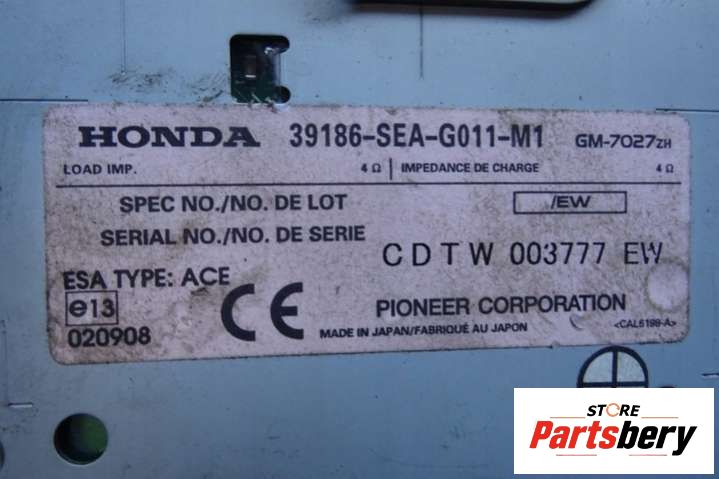 HONDA 39186-SEA-G011-M1 GM-7027ZH
LOAD IMP. 4 Ω IMPEDANCE DE CHARGE 4 Ω
SPEC NO./NO. DE LOT /EW
SERIAL NO./NO. DE SERIE CDTW 003777 EW
ESA TYPE: ACE
e13
020908
CE
PIONEER CORPORATION
MADE IN JAPAN/FABRIQUÉ AU JAPON <CAL6199-A>
STORE
Partsbery